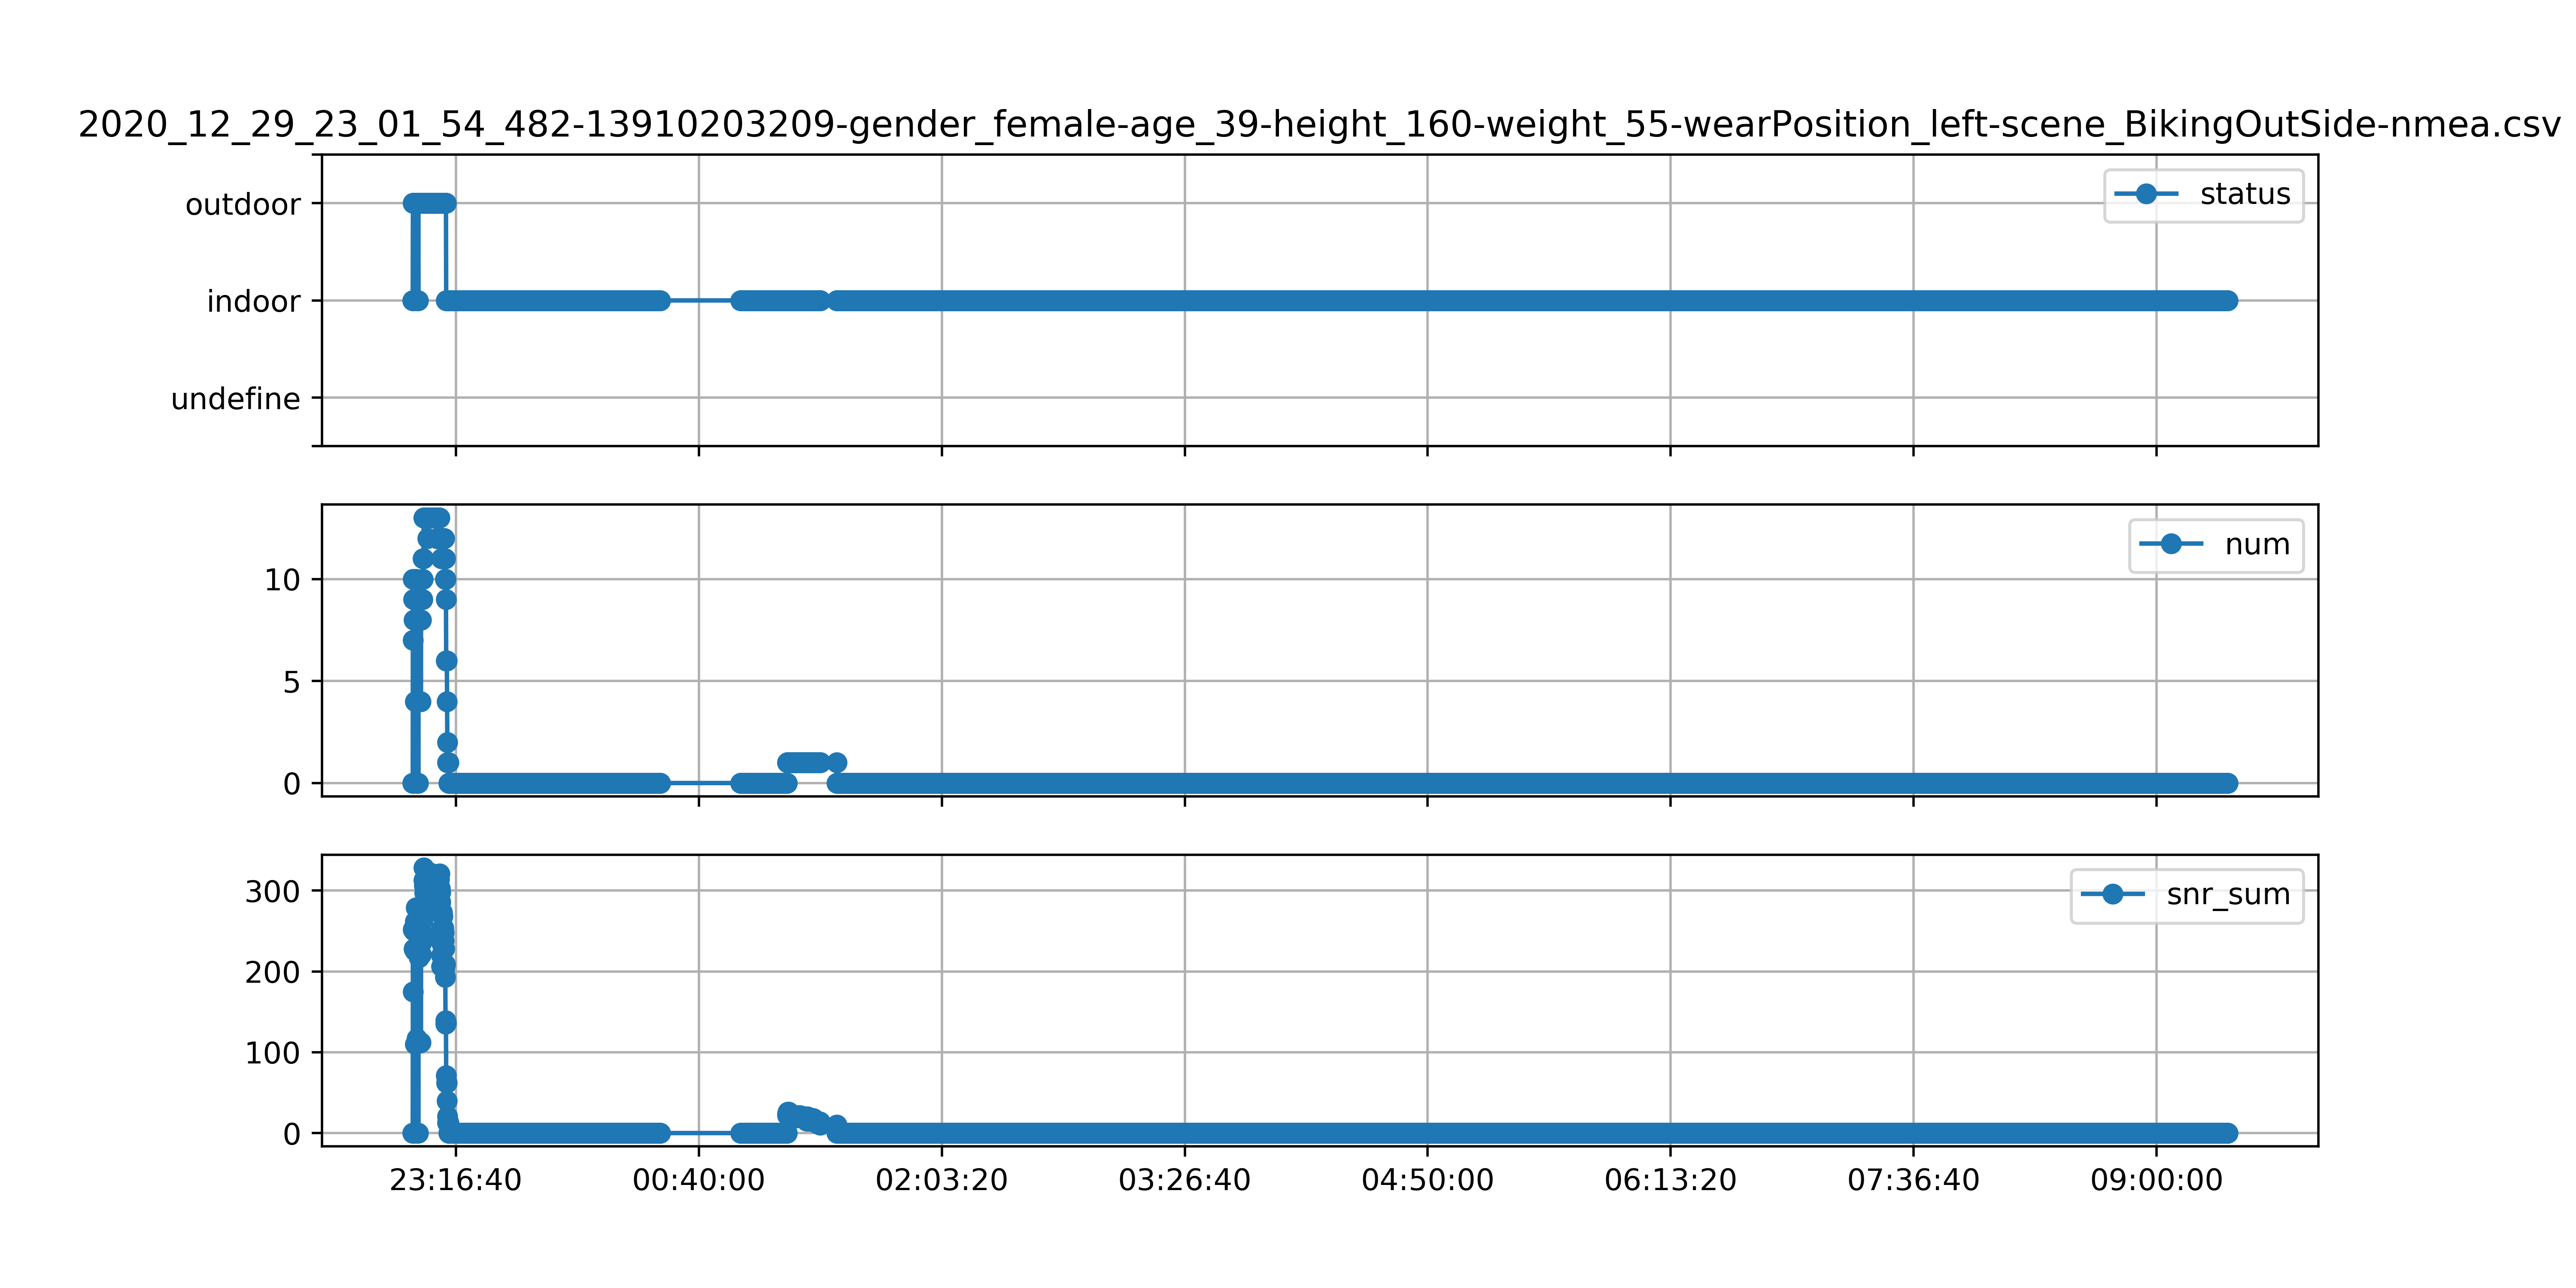 2020_12_29_23_01_54_482-13910203209-gender_female-age_39-height_160-weight_55-wearPosition_left-scene_BikingOutSide-nmea.csv
outdoor
indoor
undefine
status
10
5
0
num
300
200
100
0
snr_sum
23:16:40 00:40:00 02:03:20 03:26:40 04:50:00 06:13:20 07:36:40 09:00:00